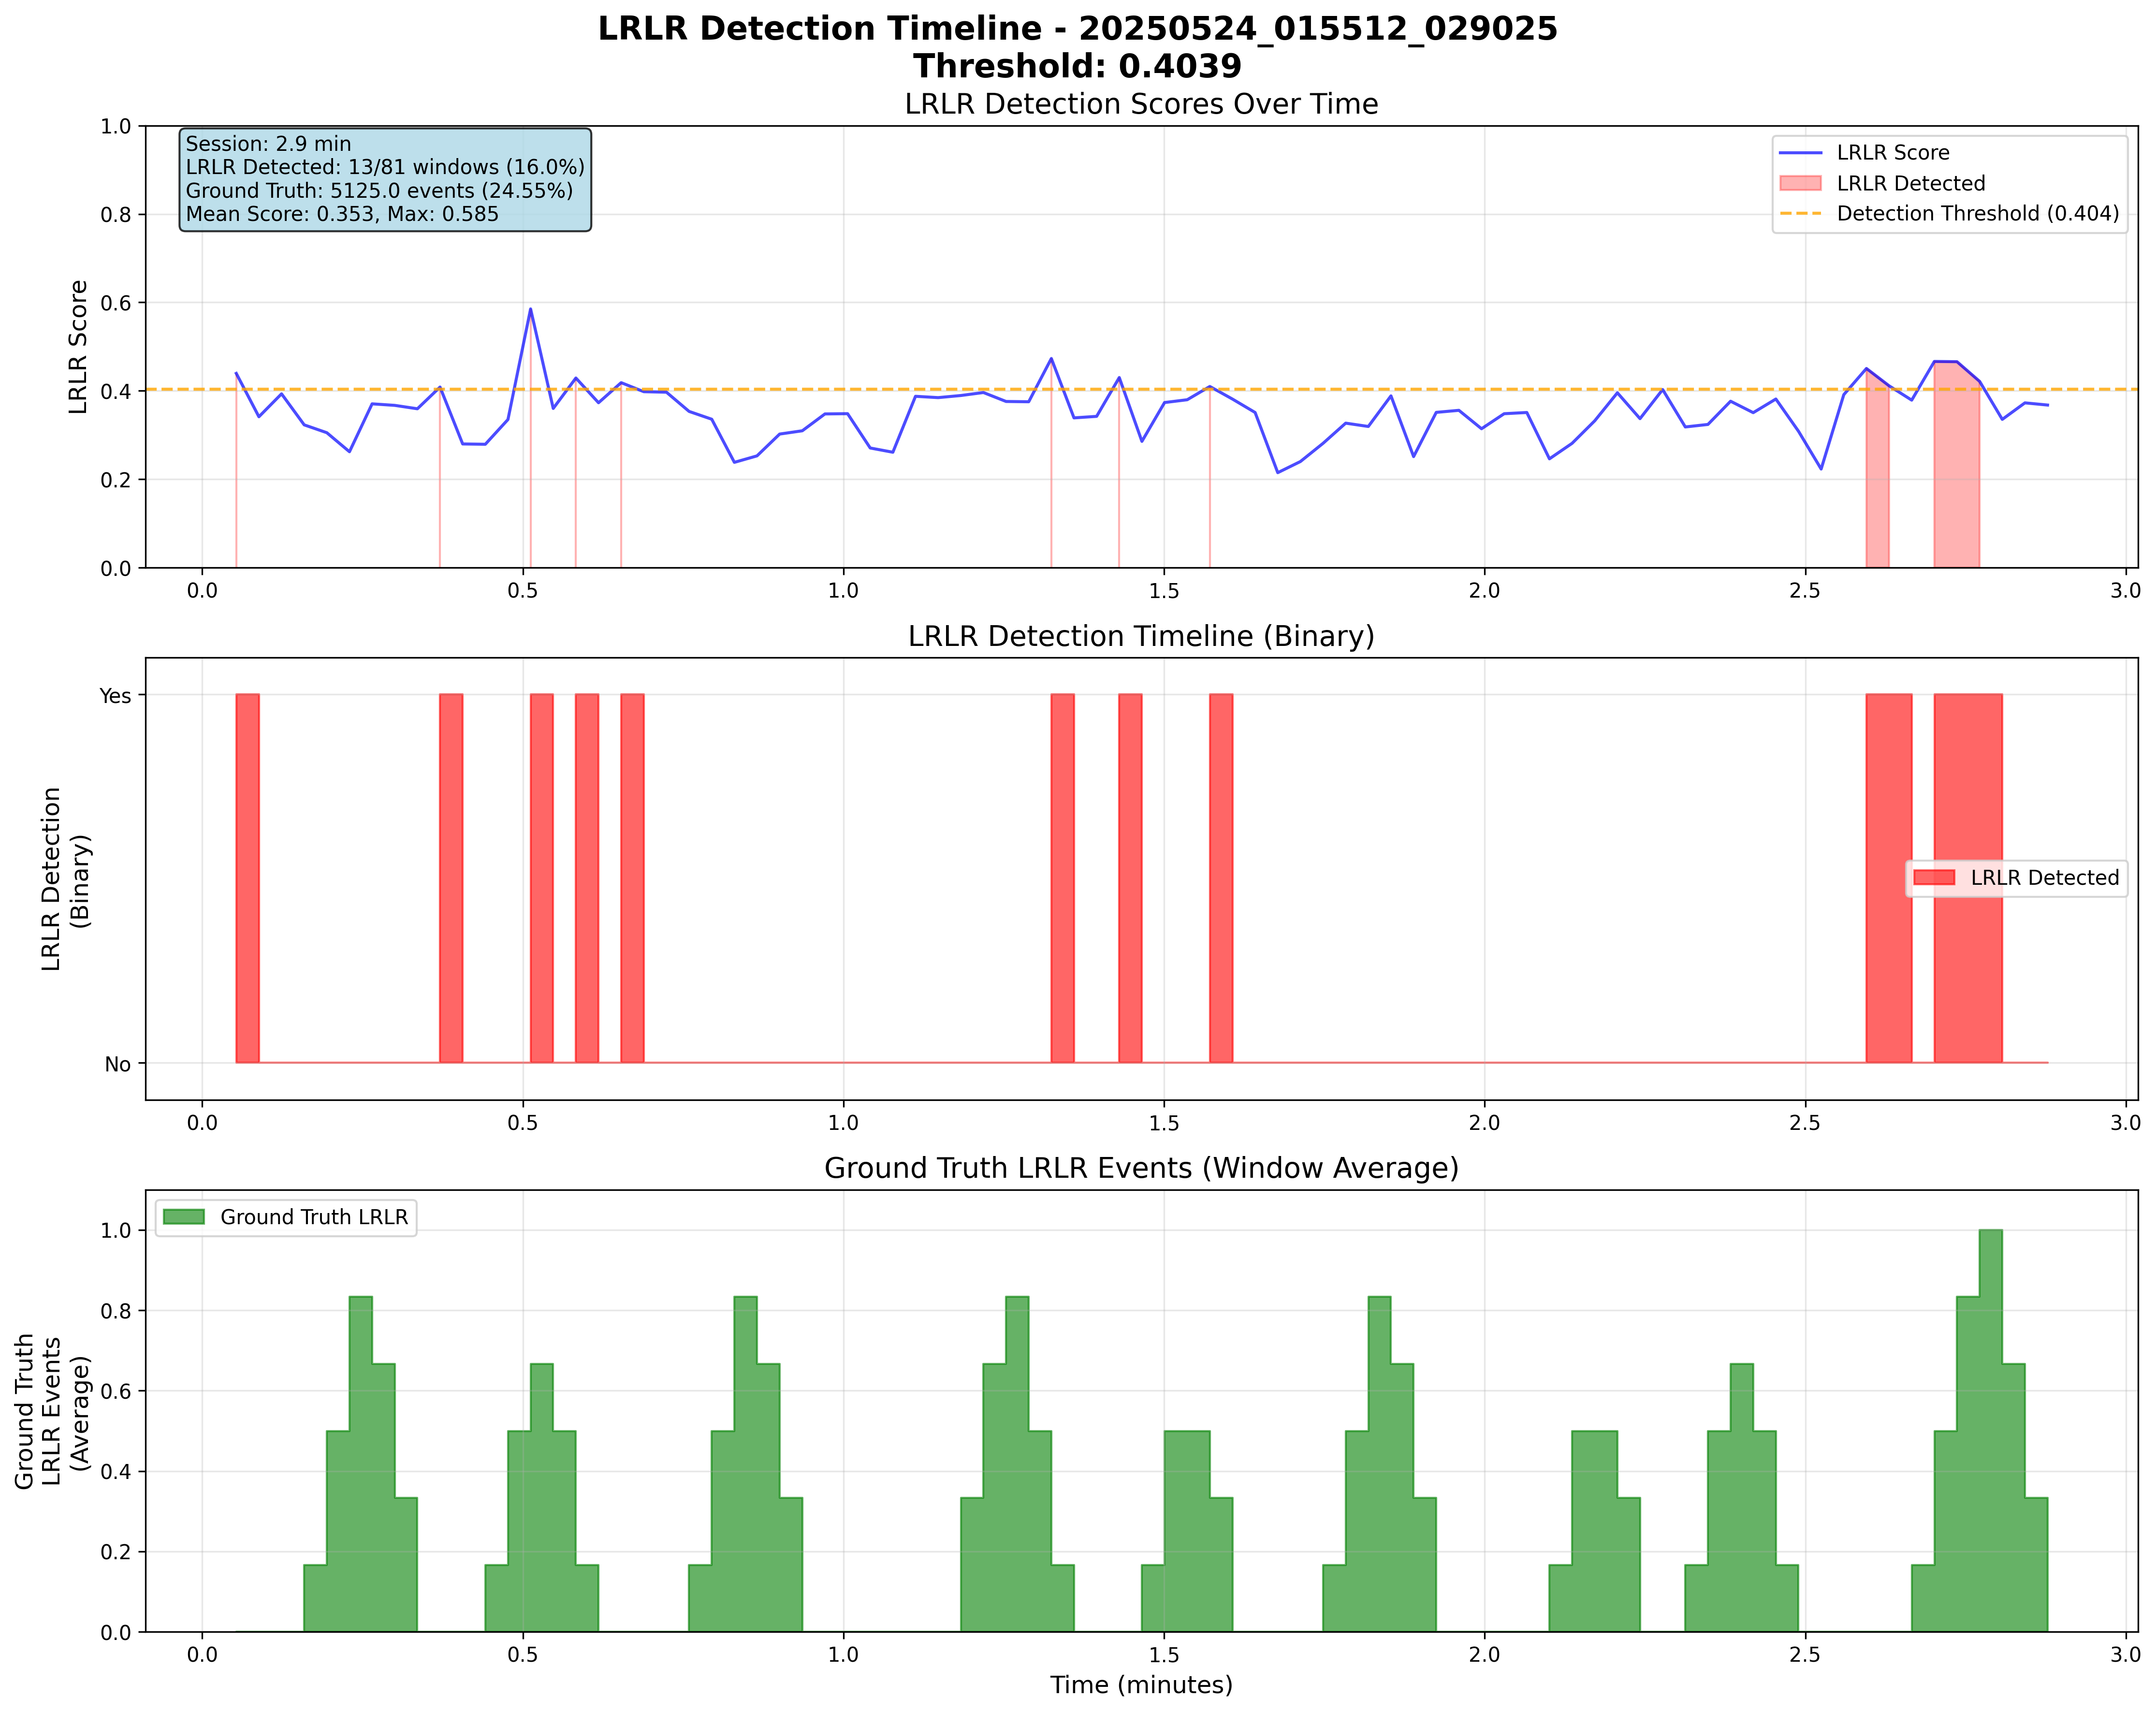 LRLR Detection Timeline - 20250524_015512_029025
Threshold: 0.4039
LRLR Detection Scores Over Time
Session: 2.9 min
LRLR Detected: 13/81 windows (16.0%)
Ground Truth: 5125.0 events (24.55%)
Mean Score: 0.353, Max: 0.585
LRLR Score
LRLR Detected
Detection Threshold (0.404)
LRLR Score
1.0
0.8
0.6
0.4
0.2
0.0
0.0 0.5 1.0 1.5 2.0 2.5 3.0
LRLR Detection Timeline (Binary)
LRLR Detection
(Binary)
Yes
No
LRLR Detected
0.0 0.5 1.0 1.5 2.0 2.5 3.0
Ground Truth LRLR Events (Window Average)
Ground Truth LRLR
Ground Truth
LRLR Events
(Average)
1.0
0.8
0.6
0.4
0.2
0.0
0.0 0.5 1.0 1.5 2.0 2.5 3.0
Time (minutes)